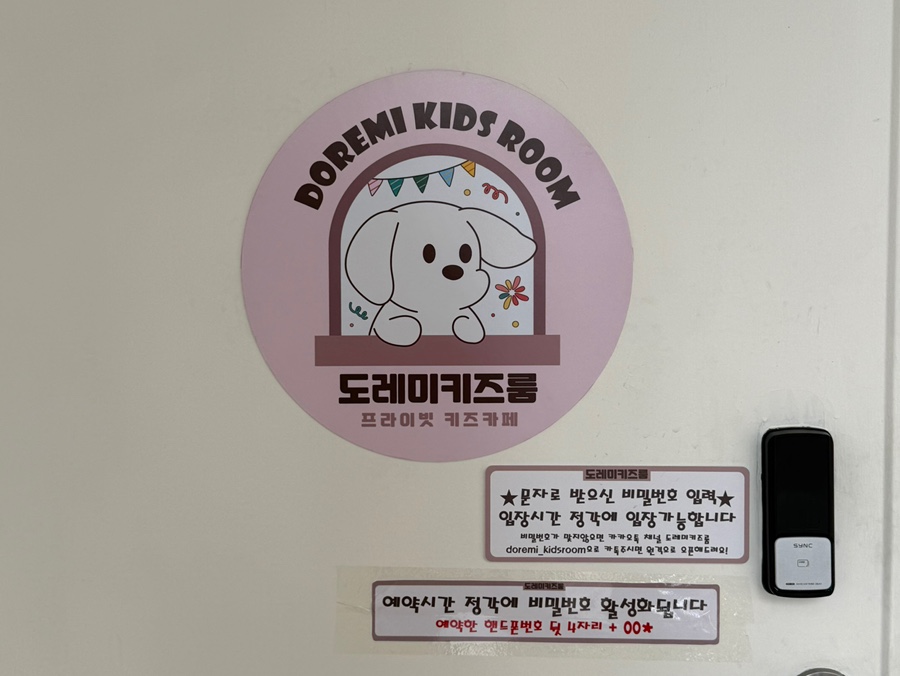 DOREMI KIDS ROOM
도레미키즈룸
프라이빗 키즈카페
도레미키즈룸
★문자로 받으신 비밀번호 입력★
입장시간 정각에 입장가능합니다
비밀번호가 맞지않으면 카카오톡 채널 도레미키즈룸
doremi_kidsroom으로 카톡주시면 원격으로 오픈해드려요!
SYNC
도레미키즈룸
예약시간 정각에 비밀번호 활성화됩니다
예약한 핸드폰번호 뒷 4자리 + 00*